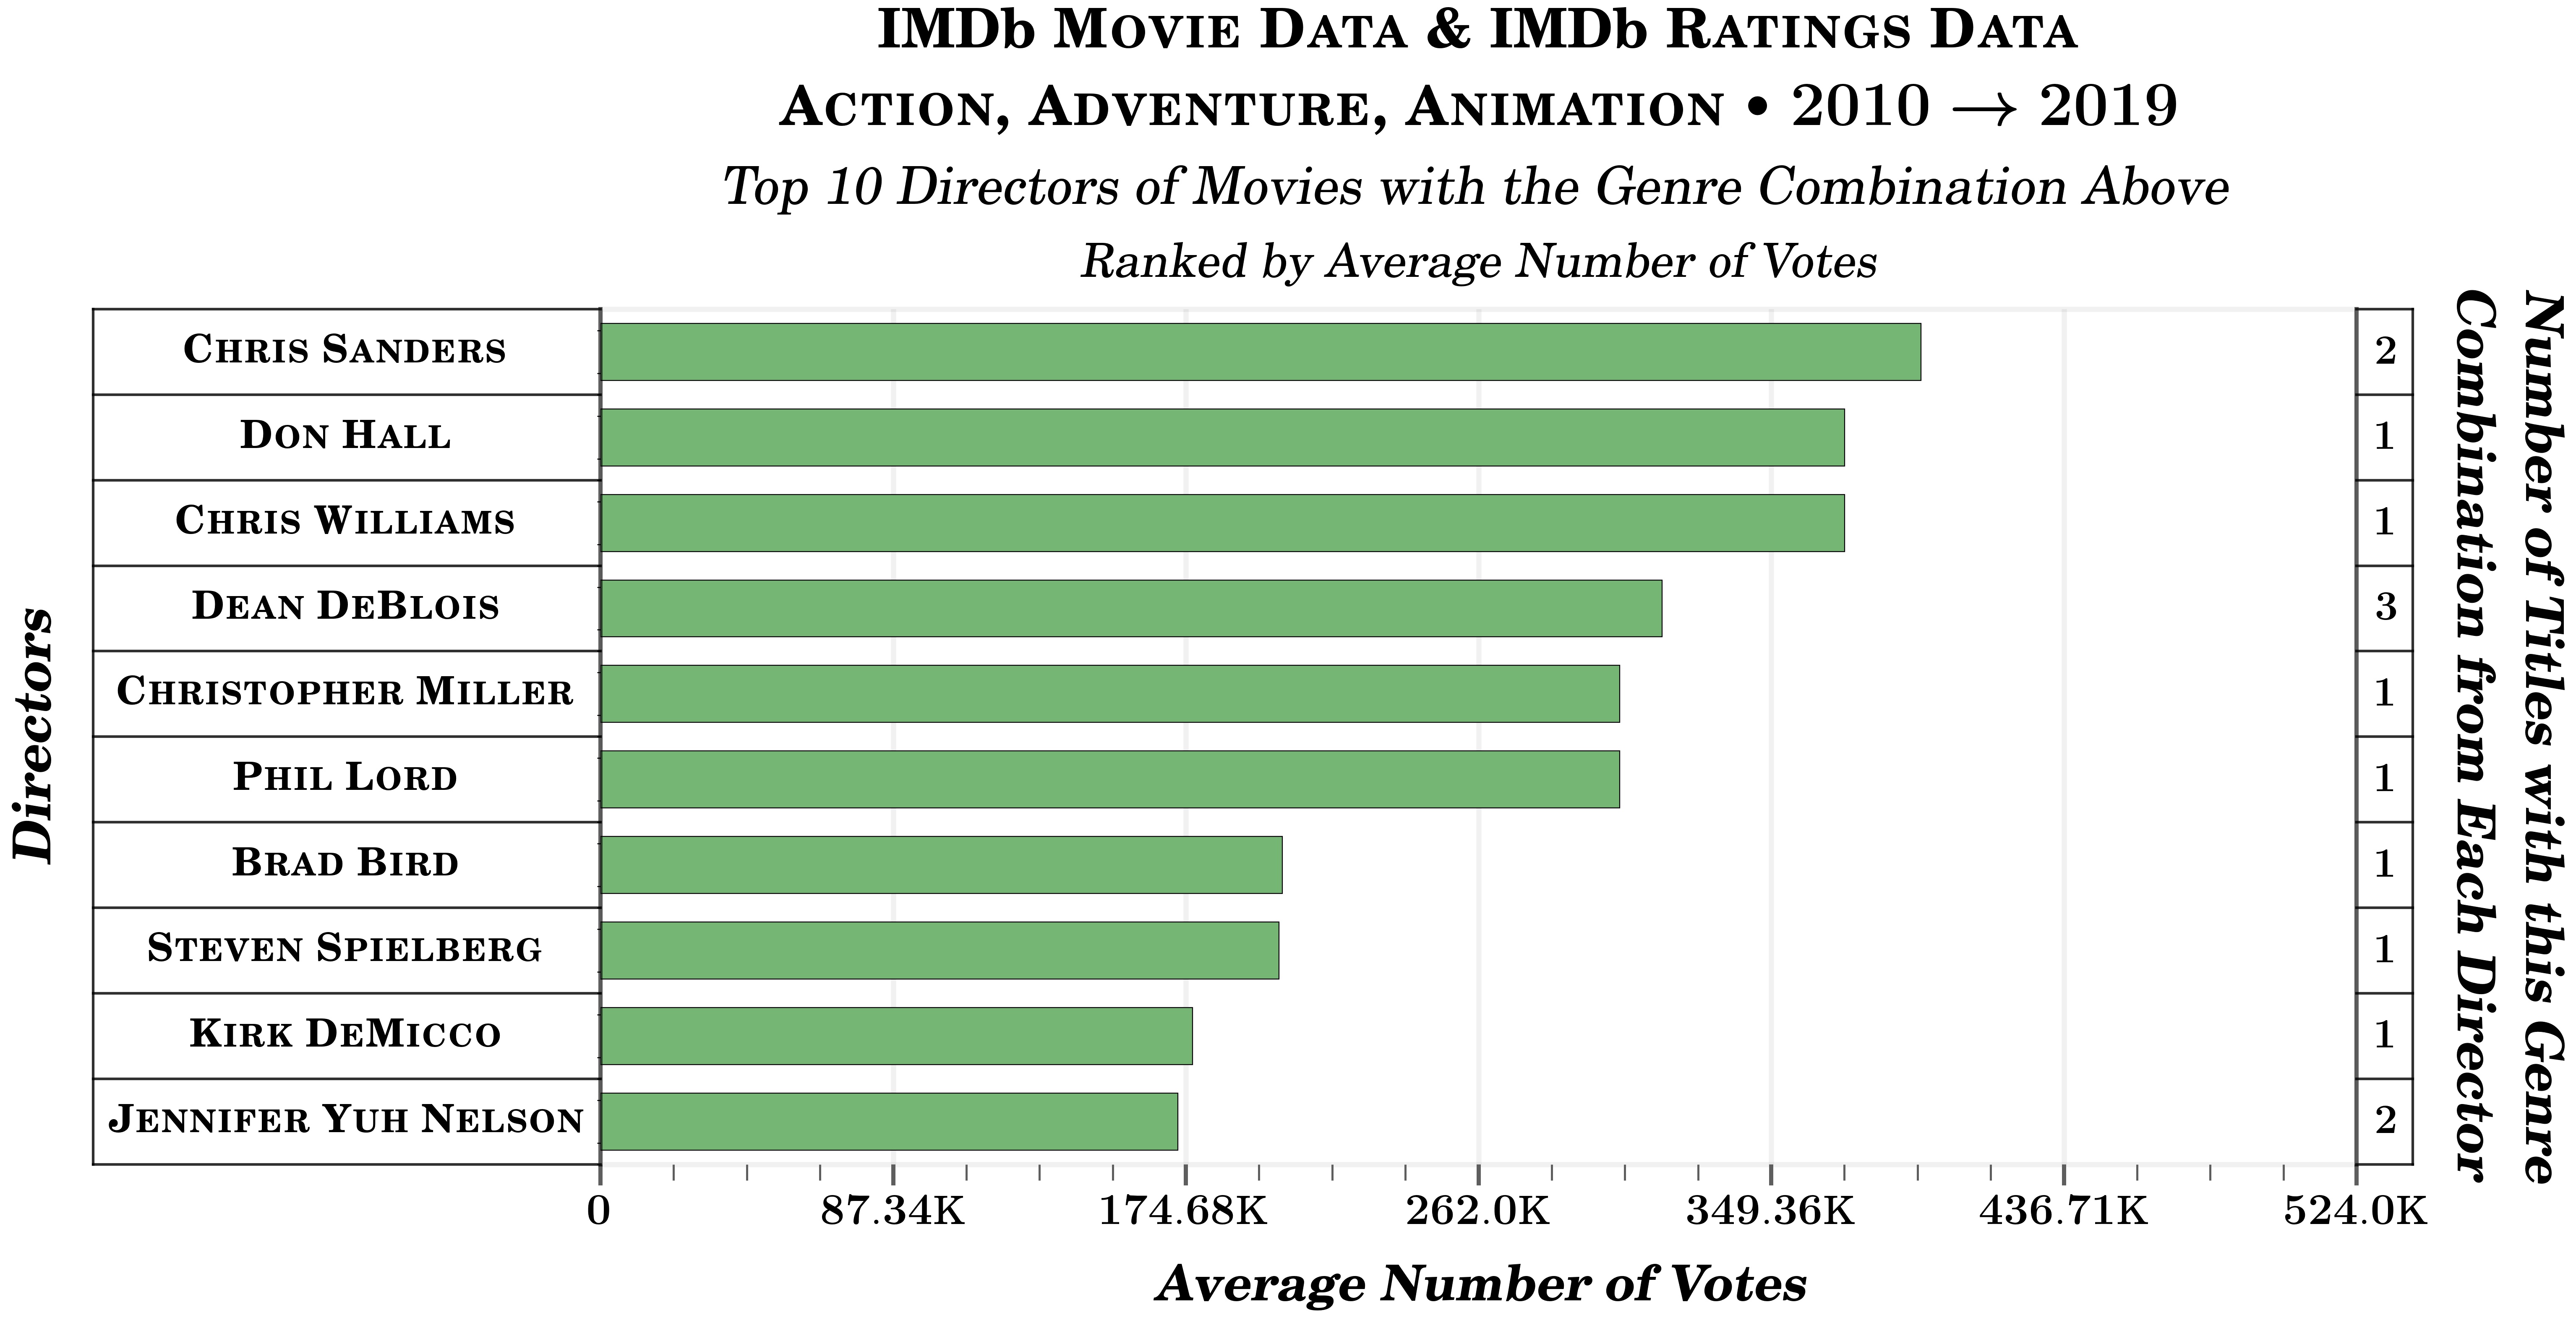 IMDb Movie Data & IMDb Ratings Data
Action, Adventure, Animation • 2010 → 2019
Top 10 Directors of Movies with the Genre Combination Above
Ranked by Average Number of Votes
Directors
Chris Sanders
Don Hall
Chris Williams
Dean DeBlois
Christopher Miller
Phil Lord
Brad Bird
Steven Spielberg
Kirk DeMicco
Jennifer Yuh Nelson
2
1
1
3
1
1
1
1
1
2
Number of Titles with this Genre
Combination from Each Director
0 87.34K 174.68K 262.0K 349.36K 436.71K 524.0K
Average Number of Votes